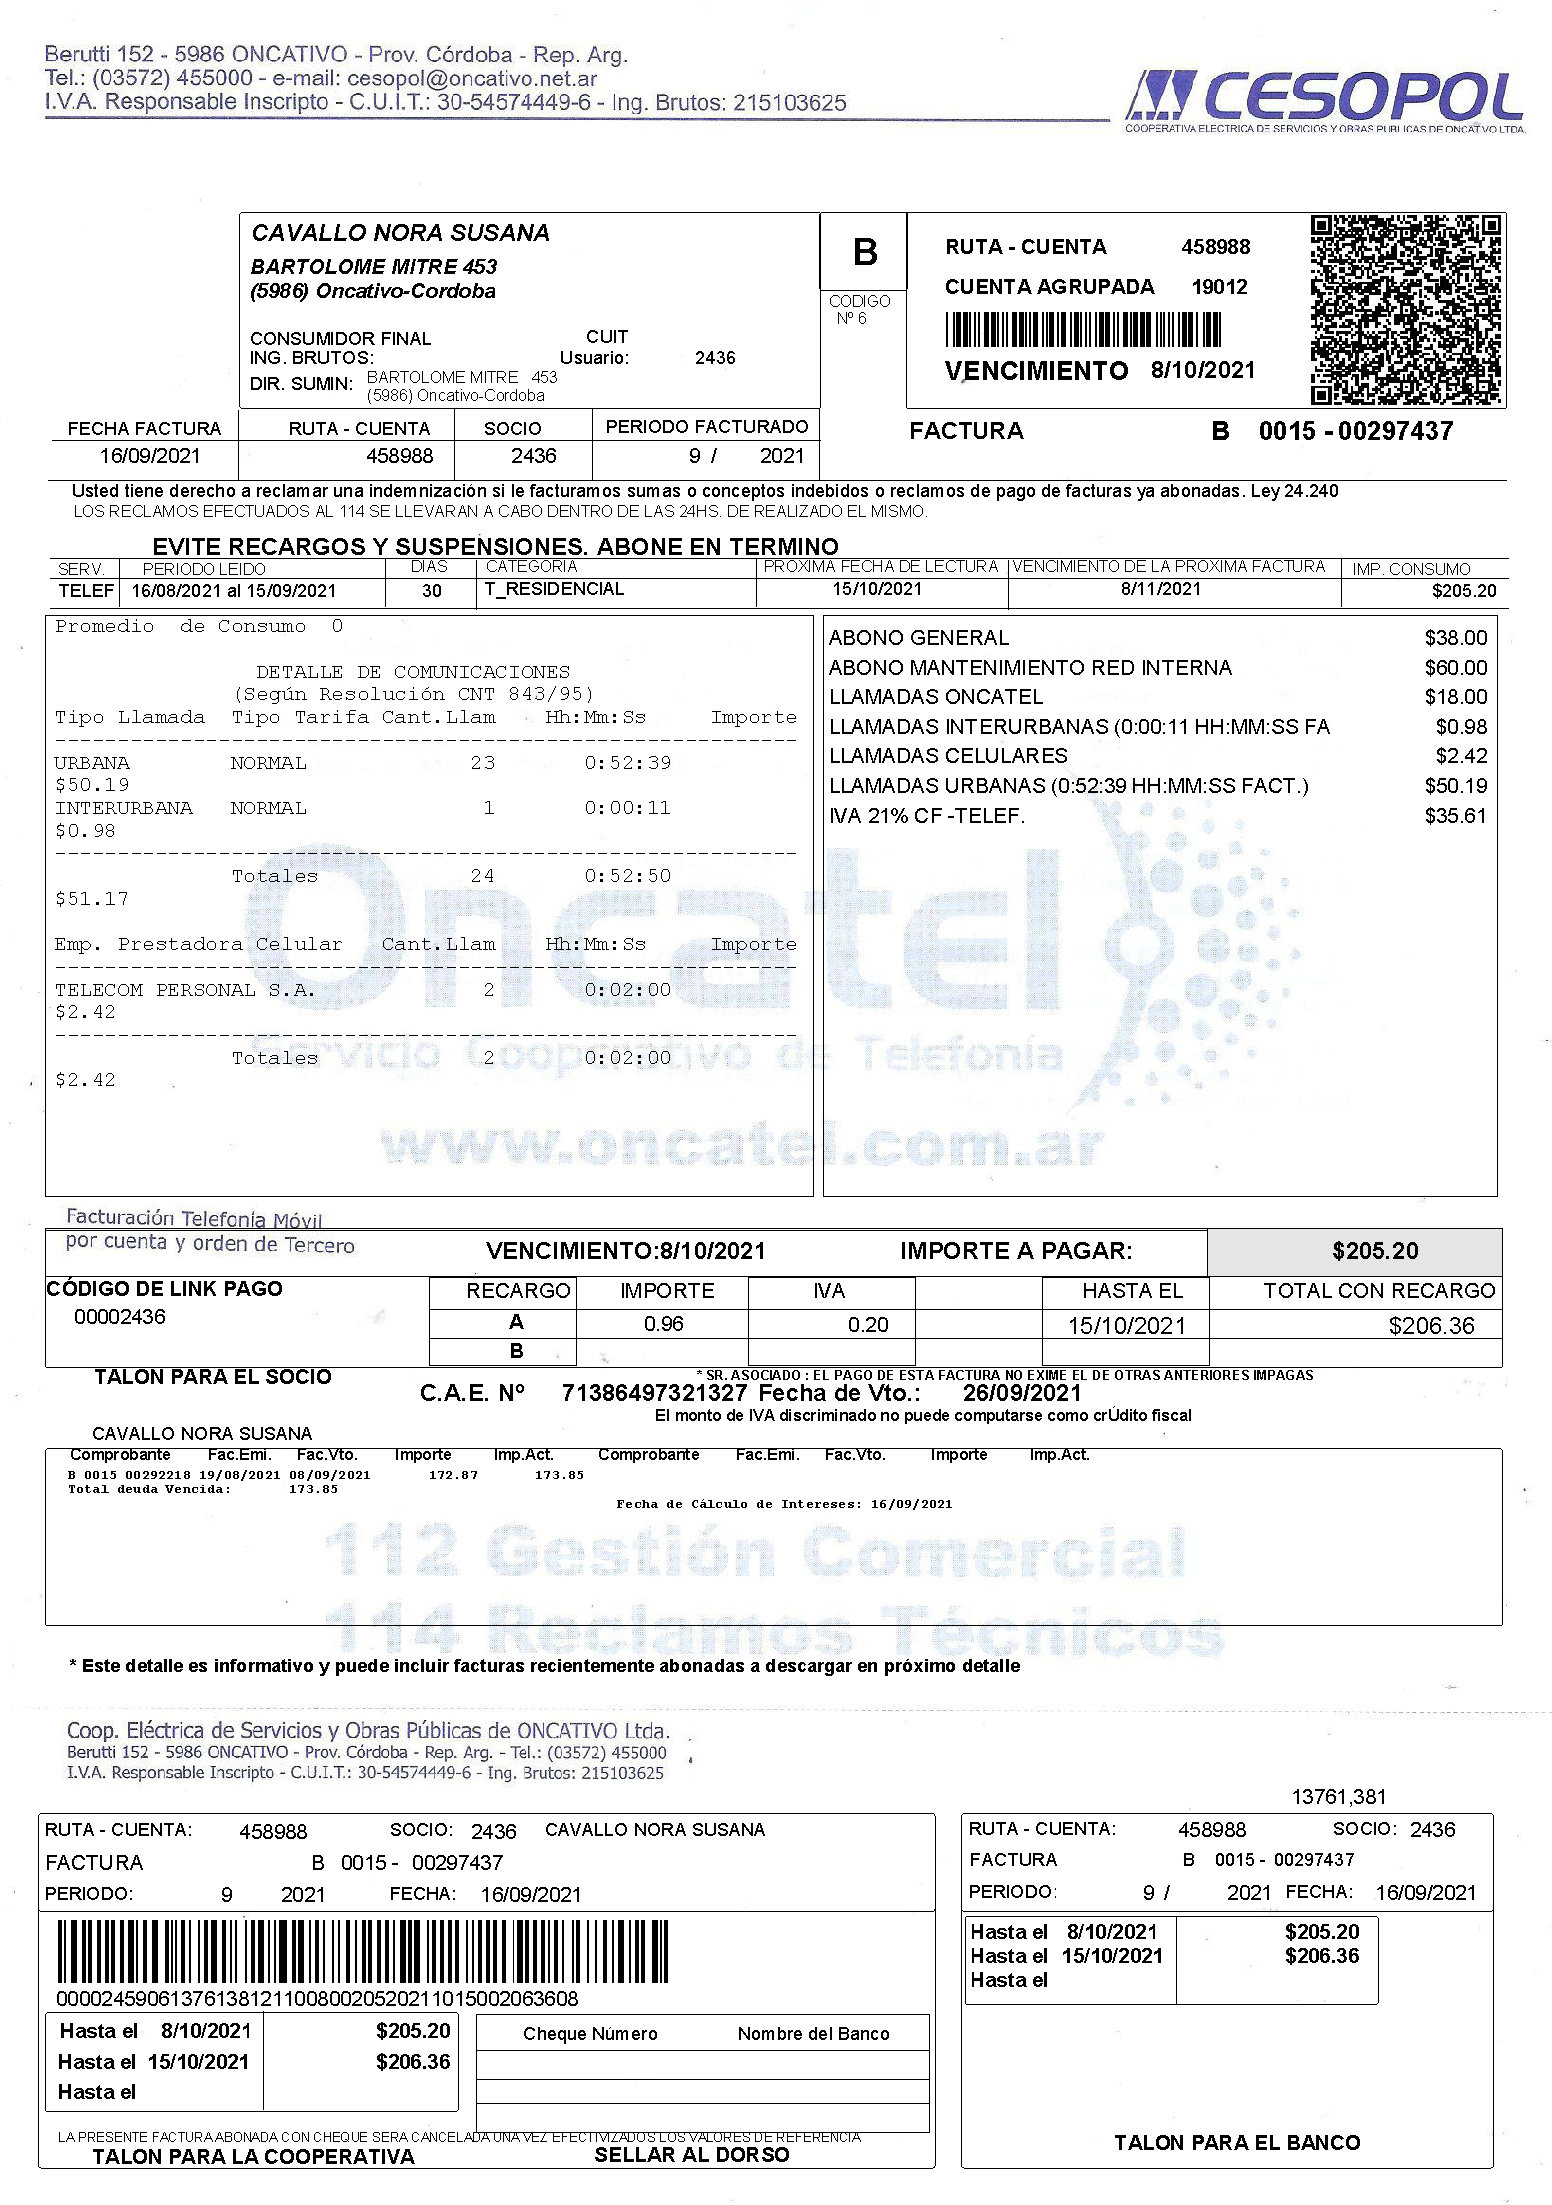 Berutti 152 - 5986 ONCATIVO - Prov. Córdoba - Rep. Arg.
Tel.: (03572) 455000 - e-mail: cesopol@oncativo.net.ar
I.V.A. Responsable Inscripto - C.U.I.T.: 30-54574449-6 - Ing. Brutos: 215103625
CESOPOL
COOPERATIVA ELECTRICA DE SERVICIOS Y OBRAS PUBLICAS DE ONCATIVO LTDA.
CAVALLO NORA SUSANA
BARTOLOME MITRE 453
(5986) Oncativo-Cordoba
CONSUMIDOR FINAL CUIT
ING. BRUTOS: Usuario: 2436
DIR. SUMIN: BARTOLOME MITRE 453
(5986) Oncativo-Cordoba
B
CODIGO
Nº 6
RUTA - CUENTA 458988
CUENTA AGRUPADA 19012
VENCIMIENTO 8/10/2021
FECHA FACTURA RUTA - CUENTA SOCIO PERIODO FACTURADO
16/09/2021 458988 2436 9 / 2021
FACTURA B 0015 - 00297437
Usted tiene derecho a reclamar una indemnización si le facturamos sumas o conceptos indebidos o reclamos de pago de facturas ya abonadas. Ley 24.240
LOS RECLAMOS EFECTUADOS AL 114 SE LLEVARAN A CABO DENTRO DE LAS 24HS. DE REALIZADO EL MISMO.
EVITE RECARGOS Y SUSPENSIONES. ABONE EN TERMINO
SERV. PERIODO LEIDO DIAS CATEGORIA PROXIMA FECHA DE LECTURA VENCIMIENTO DE LA PROXIMA FACTURA IMP. CONSUMO
TELEF 16/08/2021 al 15/09/2021 30 T_RESIDENCIAL 15/10/2021 8/11/2021 $205.20
Promedio de Consumo 0
DETALLE DE COMUNICACIONES
(Según Resolución CNT 843/95)
Tipo Llamada Tipo Tarifa Cant.Llam Hh:Mm:Ss Importe
URBANA NORMAL 23 0:52:39
$50.19
INTERURBANA NORMAL 1 0:00:11
$0.98
Totales 24 0:52:50
$51.17
Emp. Prestadora Celular Cant.Llam Hh:Mm:Ss Importe
TELECOM PERSONAL S.A. 2 0:02:00
$2.42
Totales 2 0:02:00
$2.42
ABONO GENERAL $38.00
ABONO MANTENIMIENTO RED INTERNA $60.00
LLAMADAS ONCATEL $18.00
LLAMADAS INTERURBANAS (0:00:11 HH:MM:SS FA $0.98
LLAMADAS CELULARES $2.42
LLAMADAS URBANAS (0:52:39 HH:MM:SS FACT.) $50.19
IVA 21% CF -TELEF. $35.61
Oncatel
Servicio Cooperativo de Telefonía
www.oncatel.com.ar
Facturación Telefonía Móvil
por cuenta y orden de Tercero
VENCIMIENTO:8/10/2021 IMPORTE A PAGAR: $205.20
CÓDIGO DE LINK PAGO
00002436
RECARGO IMPORTE IVA HASTA EL TOTAL CON RECARGO
A 0.96 0.20 15/10/2021 $206.36
B
TALON PARA EL SOCIO
* SR. ASOCIADO : EL PAGO DE ESTA FACTURA NO EXIME EL DE OTRAS ANTERIORES IMPAGAS
C.A.E. Nº 71386497321327 Fecha de Vto.: 26/09/2021
El monto de IVA discriminado no puede computarse como crÚdito fiscal
CAVALLO NORA SUSANA
Comprobante Fac.Emi. Fac.Vto. Importe Imp.Act. Comprobante Fac.Emi. Fac.Vto. Importe Imp.Act.
B 0015 00292218 19/08/2021 08/09/2021 172.87 173.85
Total deuda Vencida: 173.85
Fecha de Cálculo de Intereses: 16/09/2021
112 Gestión Comercial
114 Reclamos Técnicos
* Este detalle es informativo y puede incluir facturas recientemente abonadas a descargar en próximo detalle
Coop. Eléctrica de Servicios y Obras Públicas de ONCATIVO Ltda.
Berutti 152 - 5986 ONCATIVO - Prov. Córdoba - Rep. Arg. - Tel.: (03572) 455000
I.V.A. Responsable Inscripto - C.U.I.T.: 30-54574449-6 - Ing. Brutos: 215103625
RUTA - CUENTA: 458988 SOCIO: 2436 CAVALLO NORA SUSANA
FACTURA B 0015 - 00297437
PERIODO: 9 2021 FECHA: 16/09/2021
000024590613761381211008002052021101500206360​8
Hasta el 8/10/2021 $205.20
Hasta el 15/10/2021 $206.36
Hasta el
Cheque Número Nombre del Banco
LA PRESENTE FACTURA ABONADA CON CHEQUE SERA CANCELADA UNA VEZ EFECTIVIZADOS LOS VALORES DE REFERENCIA
TALON PARA LA COOPERATIVA SELLAR AL DORSO
13761,381
RUTA - CUENTA: 458988 SOCIO: 2436
FACTURA B 0015 - 00297437
PERIODO: 9 / 2021 FECHA: 16/09/2021
Hasta el 8/10/2021 $205.20
Hasta el 15/10/2021 $206.36
Hasta el
TALON PARA EL BANCO